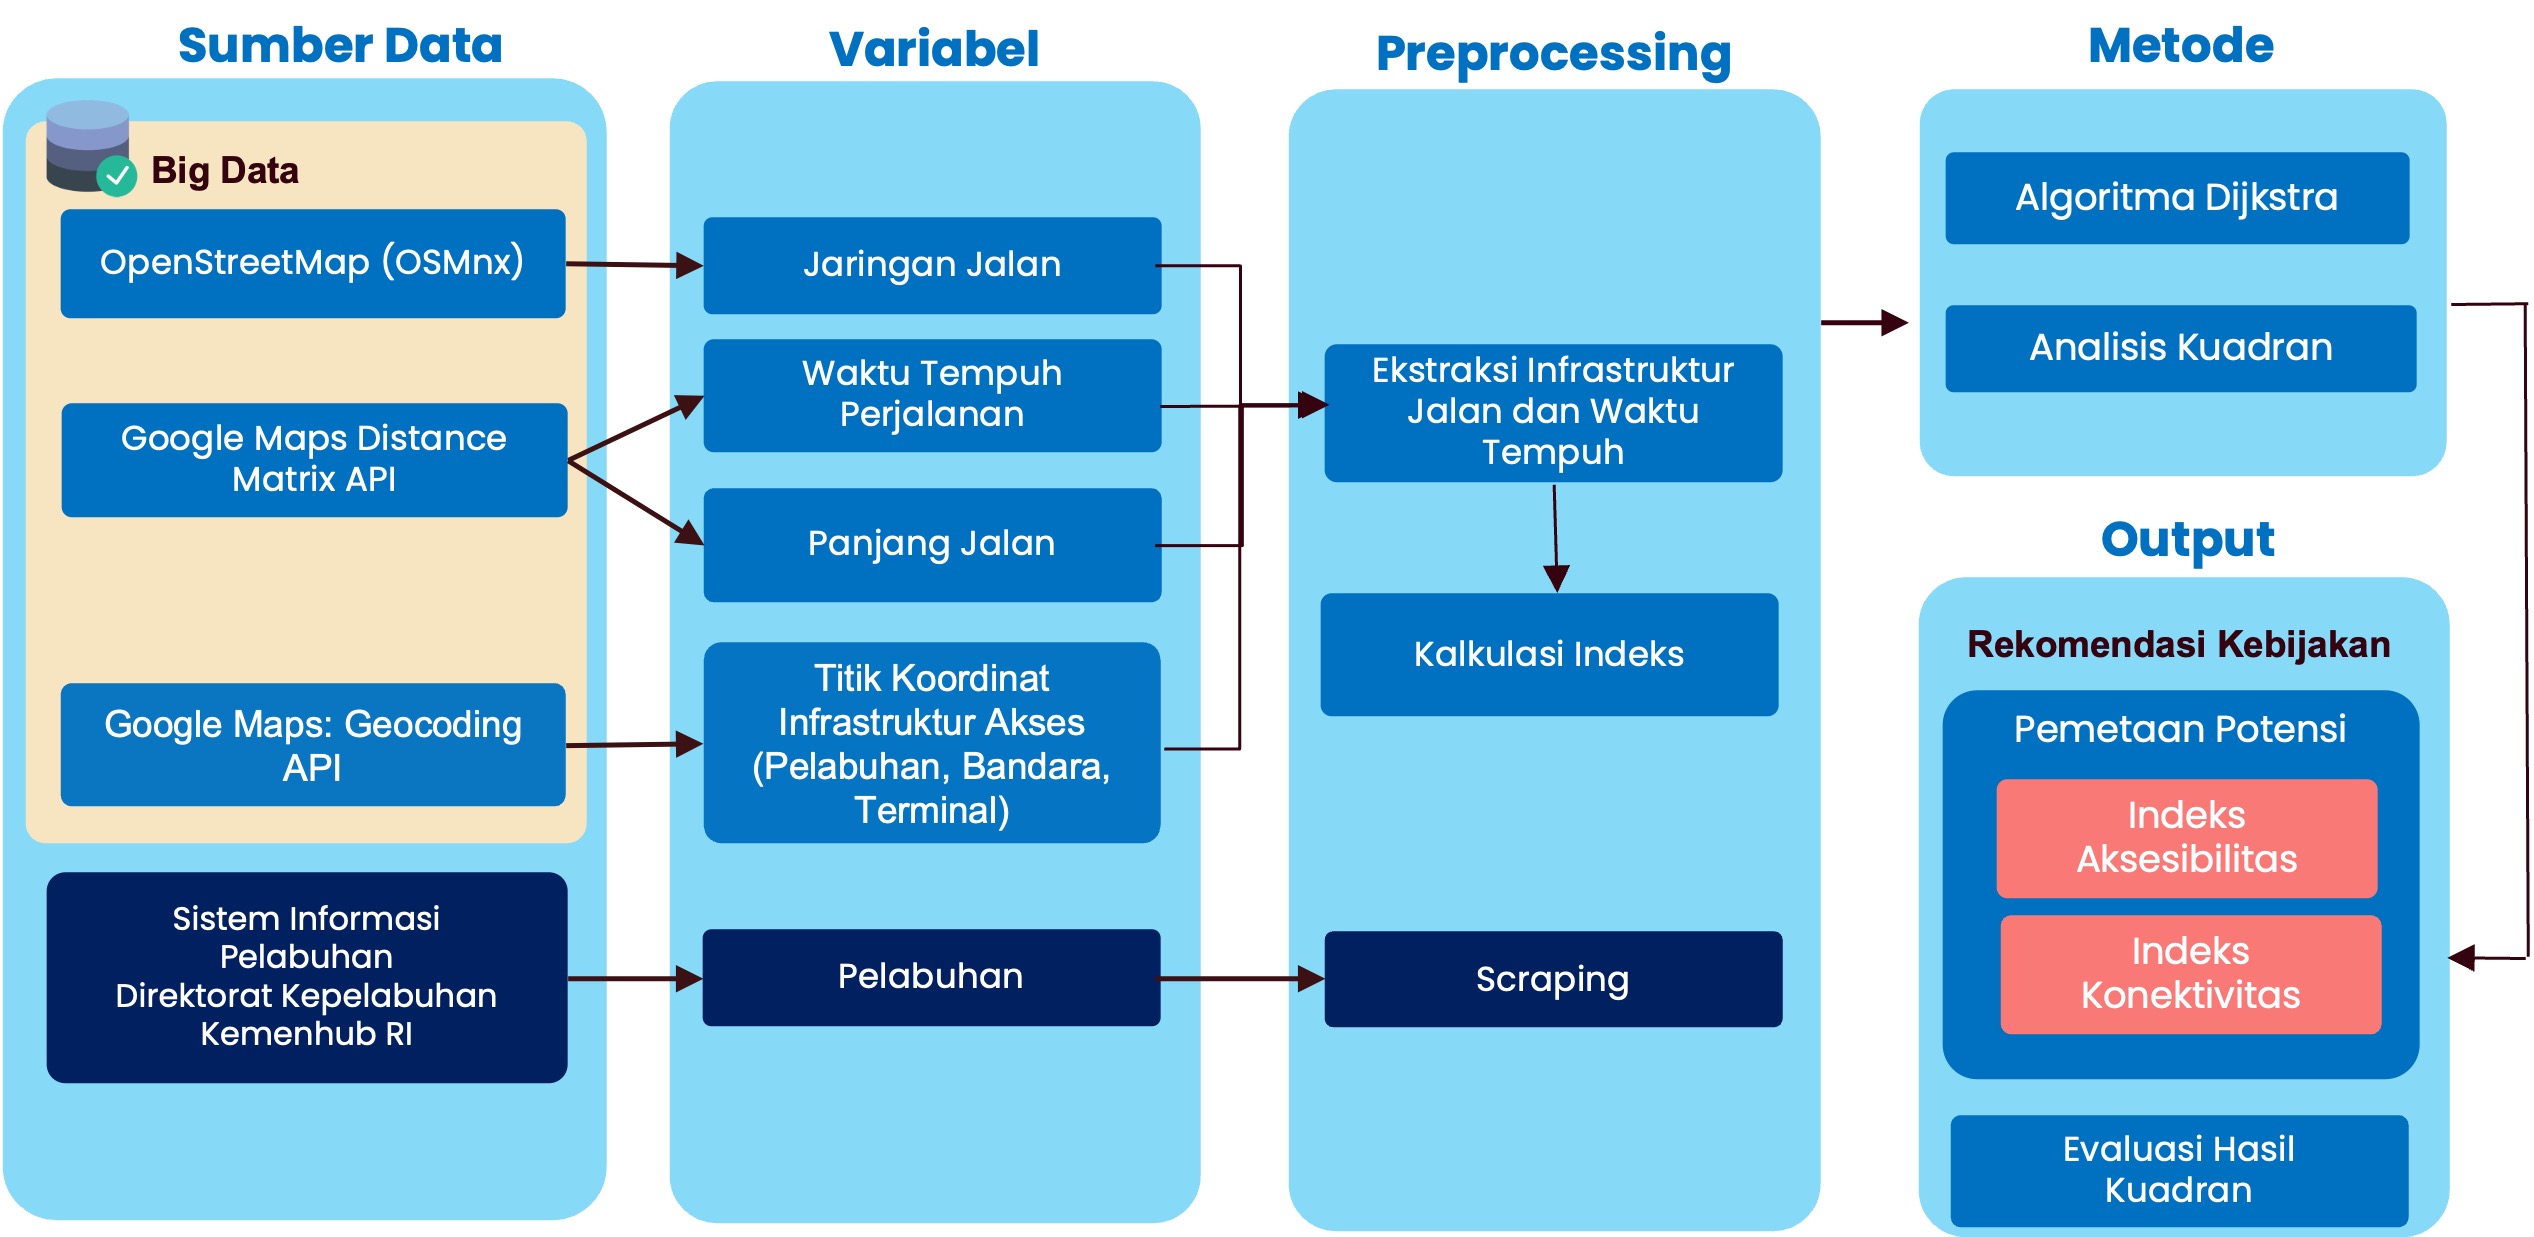 Sumber Data
Big Data
OpenStreetMap (OSMnx)
Google Maps Distance
Matrix API
Google Maps: Geocoding
API
Sistem Informasi
Pelabuhan
Direktorat Kepelabuhan
Kemenhub RI
Variabel
Jaringan Jalan
Waktu Tempuh
Perjalanan
Panjang Jalan
Titik Koordinat
Infrastruktur Akses
(Pelabuhan, Bandara,
Terminal)
Pelabuhan
Preprocessing
Ekstraksi Infrastruktur
Jalan dan Waktu
Tempuh
Kalkulasi Indeks
Scraping
Metode
Algoritma Dijkstra
Analisis Kuadran
Output
Rekomendasi Kebijakan
Pemetaan Potensi
Indeks
Aksesibilitas
Indeks
Konektivitas
Evaluasi Hasil
Kuadran